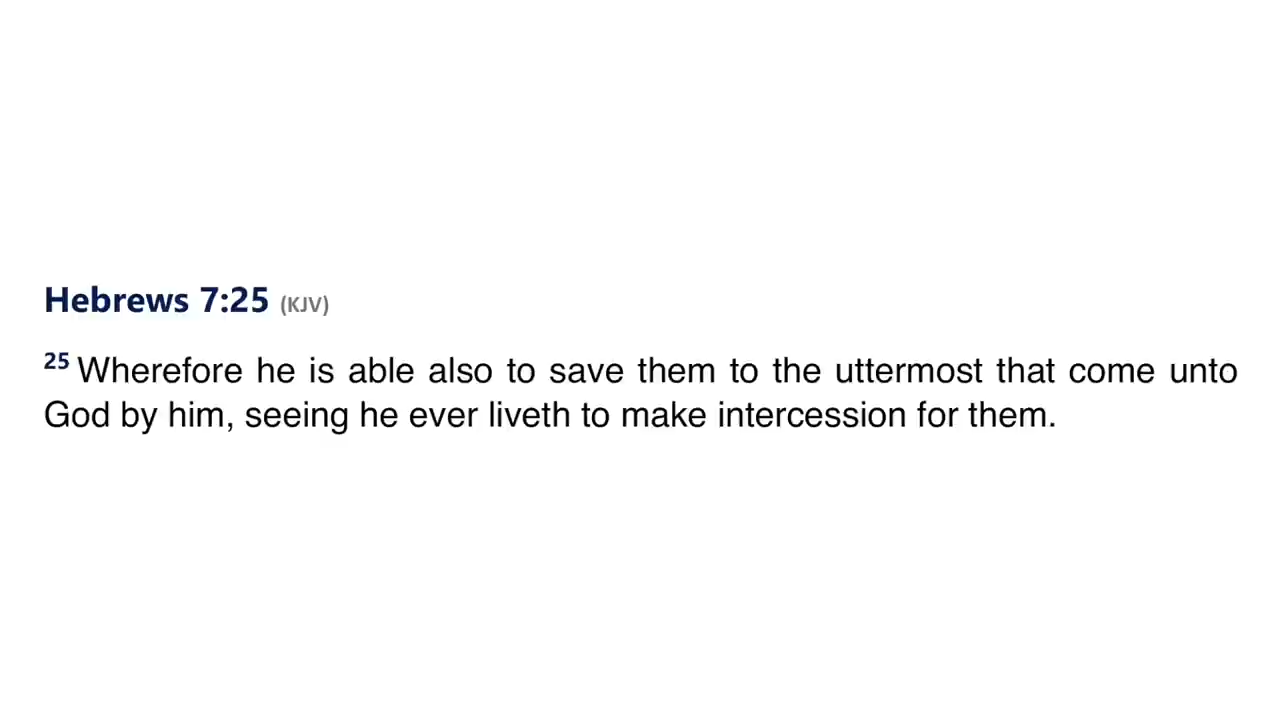 Hebrews 7:25 (KJV)
25 Wherefore he is able also to save them to the uttermost that come unto
God by him, seeing he ever liveth to make intercession for them.